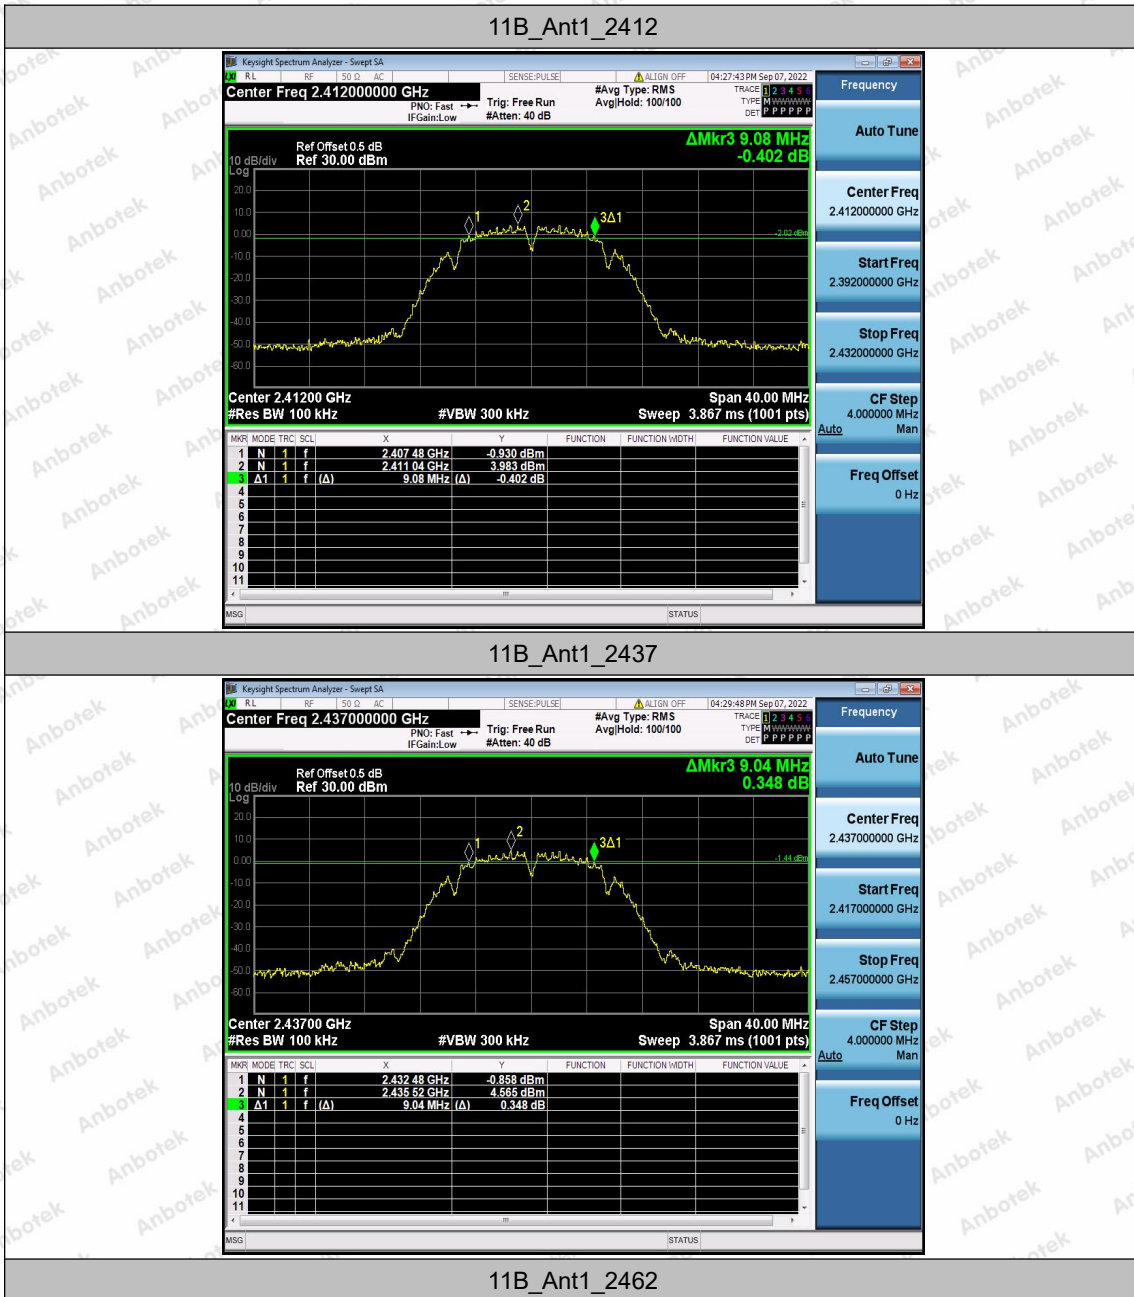 11B_Ant1_2412
Keysight Spectrum Analyzer - Swept SA
LXI RL RF 50 Ω AC SENSE:PULSE ALIGN OFF 04:27:43 PM Sep 07, 2022
Center Freq 2.412000000 GHz
PNO: Fast
IFGain:Low
Trig: Free Run
#Atten: 40 dB
#Avg Type: RMS
Avg|Hold: 100/100
TRACE 1 2 3 4 5 6
TYPE M WWWWW
DET P P P P P P
ΔMkr3 9.08 MHz
-0.402 dB
Ref Offset 0.5 dB
10 dB/div Ref 30.00 dBm
Log
20.0
10.0
0.00
-10.0
-20.0
-30.0
-40.0
-50.0
-60.0
1
2
3Δ1
-2.02 dBm
Center 2.41200 GHz Span 40.00 MHz
#Res BW 100 kHz #VBW 300 kHz Sweep 3.867 ms (1001 pts)
MKR MODE TRC SCL X Y FUNCTION FUNCTION WIDTH FUNCTION VALUE
1 N 1 f 2.407 48 GHz -0.930 dBm
2 N 1 f 2.411 04 GHz 3.983 dBm
3 Δ1 1 f (Δ) 9.08 MHz (Δ) -0.402 dB
4
5
6
7
8
9
10
11
MSG STATUS
Frequency
Auto Tune
Center Freq
2.412000000 GHz
Start Freq
2.392000000 GHz
Stop Freq
2.432000000 GHz
CF Step
4.000000 MHz
Auto Man
Freq Offset
0 Hz
11B_Ant1_2437
Keysight Spectrum Analyzer - Swept SA
LXI RL RF 50 Ω AC SENSE:PULSE ALIGN OFF 04:29:48 PM Sep 07, 2022
Center Freq 2.437000000 GHz
PNO: Fast
IFGain:Low
Trig: Free Run
#Atten: 40 dB
#Avg Type: RMS
Avg|Hold: 100/100
TRACE 1 2 3 4 5 6
TYPE M WWWWW
DET P P P P P P
ΔMkr3 9.04 MHz
0.348 dB
Ref Offset 0.5 dB
10 dB/div Ref 30.00 dBm
Log
20.0
10.0
0.00
-10.0
-20.0
-30.0
-40.0
-50.0
-60.0
1
2
3Δ1
-1.44 dBm
Center 2.43700 GHz Span 40.00 MHz
#Res BW 100 kHz #VBW 300 kHz Sweep 3.867 ms (1001 pts)
MKR MODE TRC SCL X Y FUNCTION FUNCTION WIDTH FUNCTION VALUE
1 N 1 f 2.432 48 GHz -0.858 dBm
2 N 1 f 2.435 52 GHz 4.565 dBm
3 Δ1 1 f (Δ) 9.04 MHz (Δ) 0.348 dB
4
5
6
7
8
9
10
11
MSG STATUS
Frequency
Auto Tune
Center Freq
2.437000000 GHz
Start Freq
2.417000000 GHz
Stop Freq
2.457000000 GHz
CF Step
4.000000 MHz
Auto Man
Freq Offset
0 Hz
11B_Ant1_2462